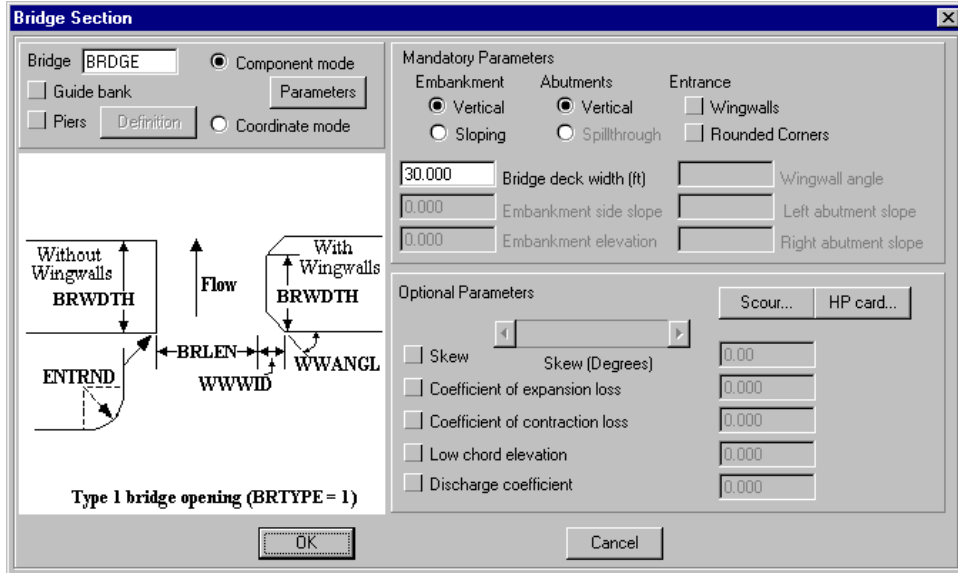 Bridge Section
Bridge BRDGE Component mode
Guide bank Parameters
Piers Definition Coordinate mode
Without
Wingwalls
BRWDTH
Flow
With
Wingwalls
BRWDTH
BRLEN
WWANGL
WWWID
ENTRND
Type 1 bridge opening (BRTYPE = 1)
Mandatory Parameters
Embankment Abutments Entrance
Vertical Vertical Wingwalls
Sloping Spillthrough Rounded Corners
30.000 Bridge deck width (ft) Wingwall angle
0.000 Embankment side slope Left abutment slope
0.000 Embankment elevation Right abutment slope
Optional Parameters Scour... HP card...
Skew Skew (Degrees) 0.00
Coefficient of expansion loss 0.000
Coefficient of contraction loss 0.000
Low chord elevation 0.000
Discharge coefficient 0.000
OK Cancel